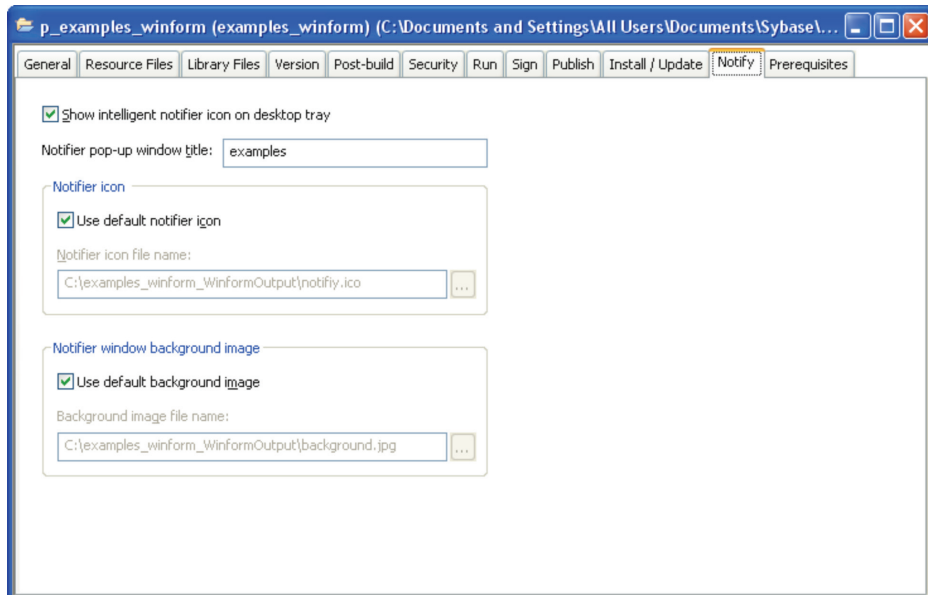 p_examples_winform (examples_winform) (C:\Documents and Settings\All Users\Documents\Sybase\...
General Resource Files Library Files Version Post-build Security Run Sign Publish Install / Update Notify Prerequisites
Show intelligent notifier icon on desktop tray
Notifier pop-up window title: examples
Notifier icon
Use default notifier icon
Notifier icon file name:
C:\examples_winform_WinformOutput\notifiy.ico
...
Notifier window background image
Use default background image
Background image file name:
C:\examples_winform_WinformOutput\background.jpg
...